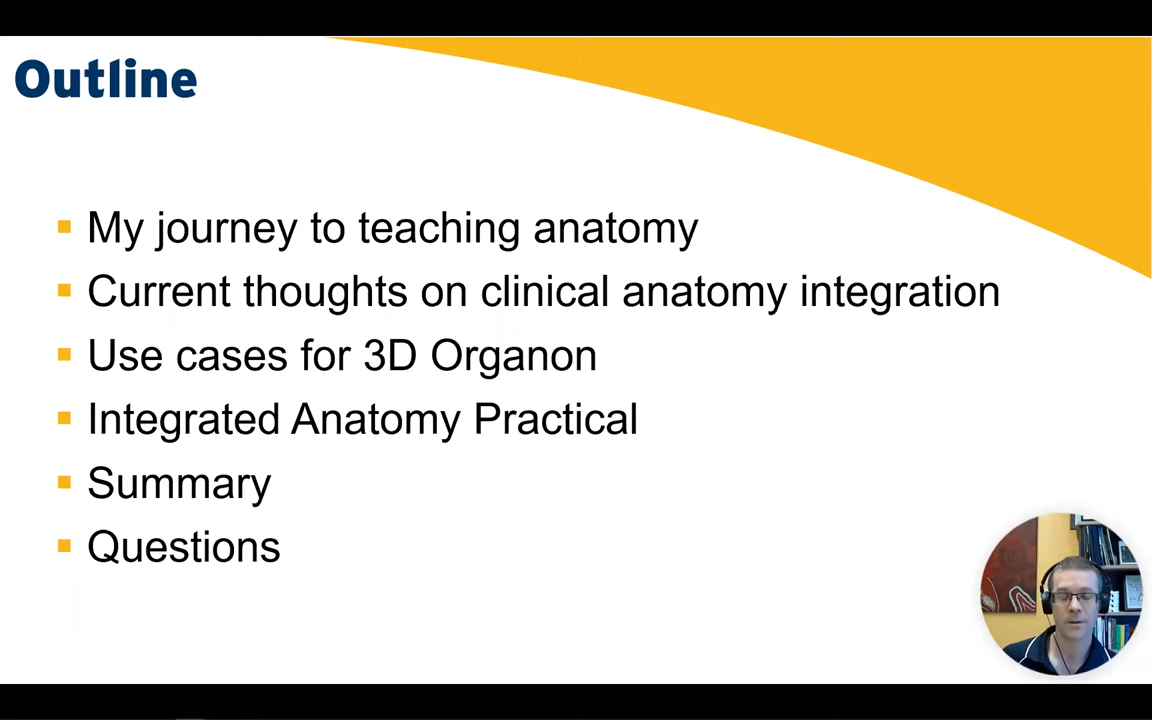 Outline
My journey to teaching anatomy
Current thoughts on clinical anatomy integration
Use cases for 3D Organon
Integrated Anatomy Practical
Summary
Questions